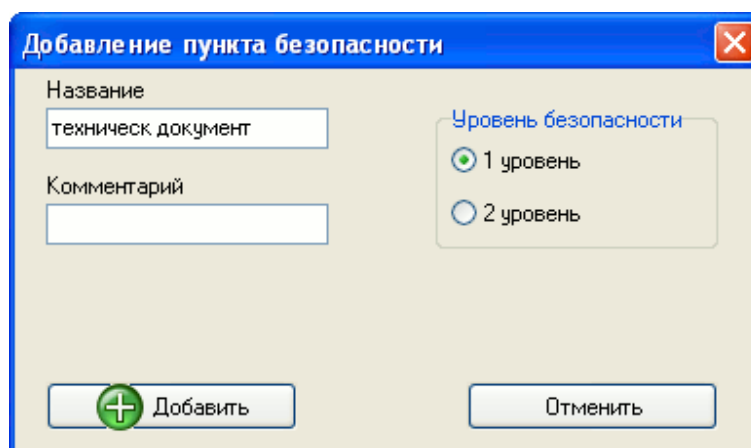 Добавление пункта безопасности
Название
техническ документ
Уровень безопасности
1 уровень
Комментарий
2 уровень
Добавить
Отменить